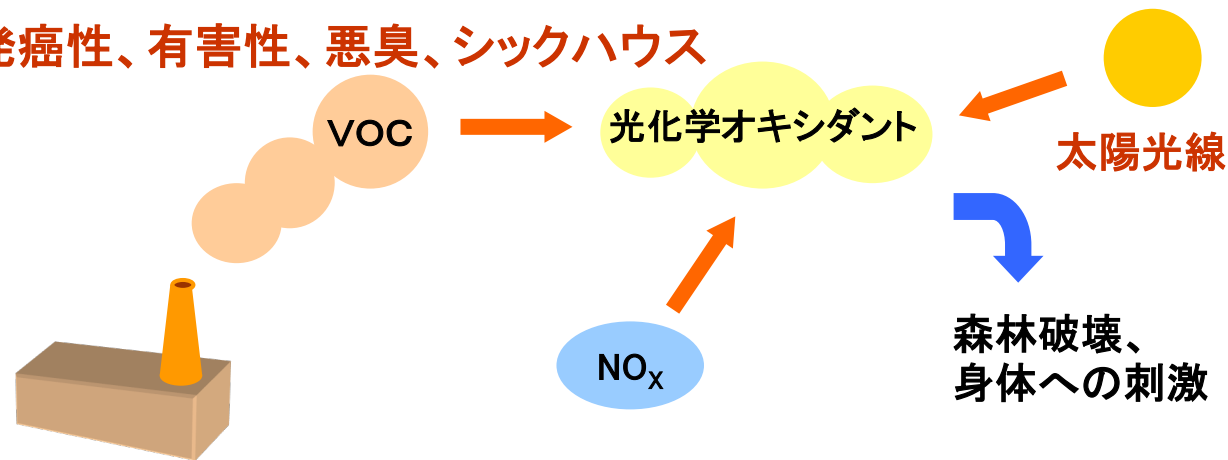 発癌性、有害性、悪臭、シックハウス
VOC
光化学オキシダント
太陽光線
NOX
森林破壊、
身体への刺激